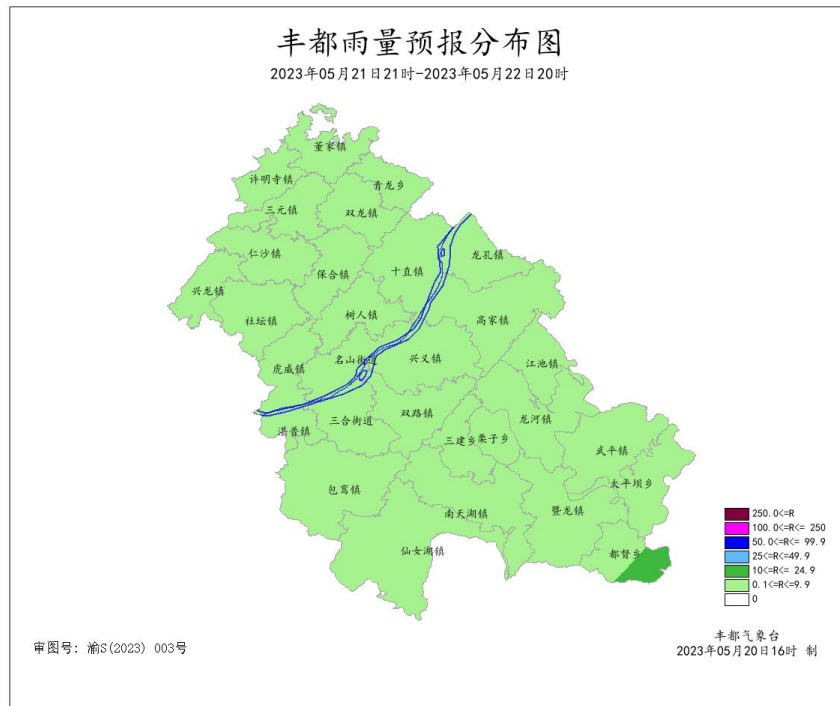 丰都雨量预报分布图
2023年05月21日21时-2023年05月22日20时
董家镇
许明寺镇
青龙乡
三元镇
双龙镇
仁沙镇
龙孔镇
保合镇
十直镇
兴龙镇
社坛镇
树人镇
高家镇
名山街道
兴义镇
虎威镇
江池镇
双路镇
三合街道
龙河镇
湛普镇
三建乡
栗子乡
武平镇
太平坝乡
包鸾镇
南天湖镇
暨龙镇
仙女湖镇
都督乡
250.0<=R
100.0<=R<= 250
50.0<=R<= 99.9
25<=R<=49.9
10<=R<= 24.9
0.1<=R<=9.9
0
审图号: 渝S(2023) 003号
丰都气象台
2023年05月20日16时 制